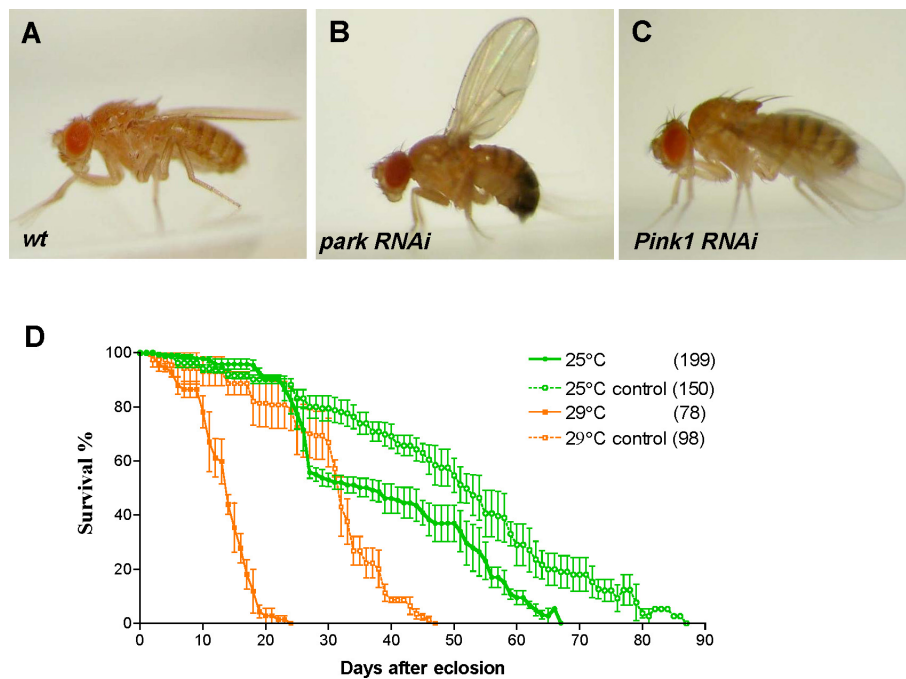 A
B
C
wt
park RNAi
Pink1 RNAi
D
25°C (199)
25°C control (150)
29°C (78)
29°C control (98)
Survival %
100
80
60
40
20
0
0 10 20 30 40 50 60 70 80 90
Days after eclosion